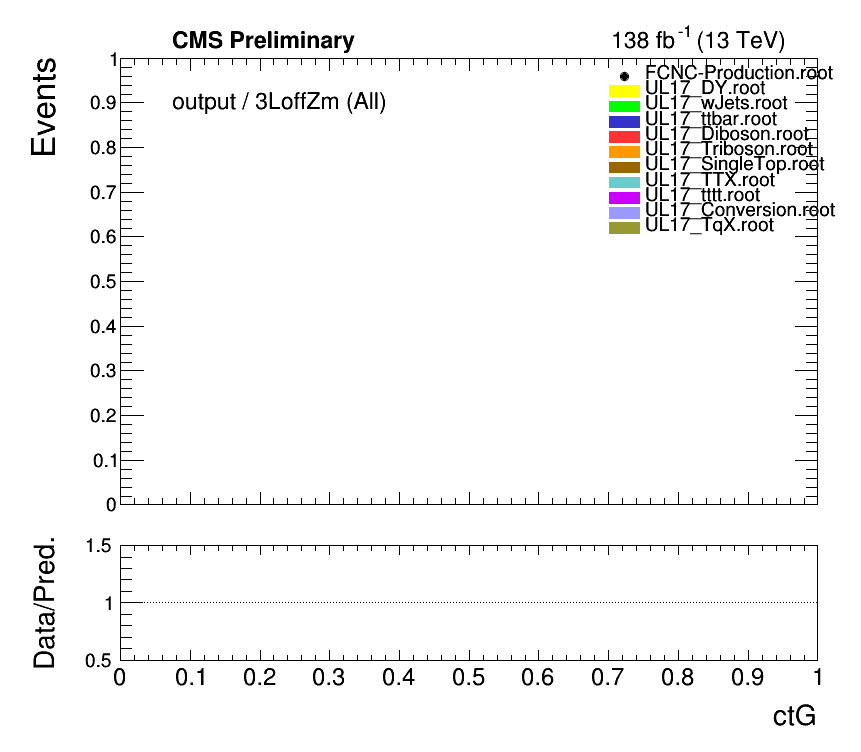 CMS Preliminary
138 fb-1 (13 TeV)
Events
output / 3LoffZm (All)
FCNC-Production.root
UL17_DY.root
UL17_wJets.root
UL17_ttbar.root
UL17_Diboson.root
UL17_Triboson.root
UL17_SingleTop.root
UL17_TTX.root
UL17_tttt.root
UL17_Conversion.root
UL17_TqX.root
1
0.9
0.8
0.7
0.6
0.5
0.4
0.3
0.2
0.1
0
Data/Pred.
1.5
1
0.5
0 0.1 0.2 0.3 0.4 0.5 0.6 0.7 0.8 0.9 1
ctG